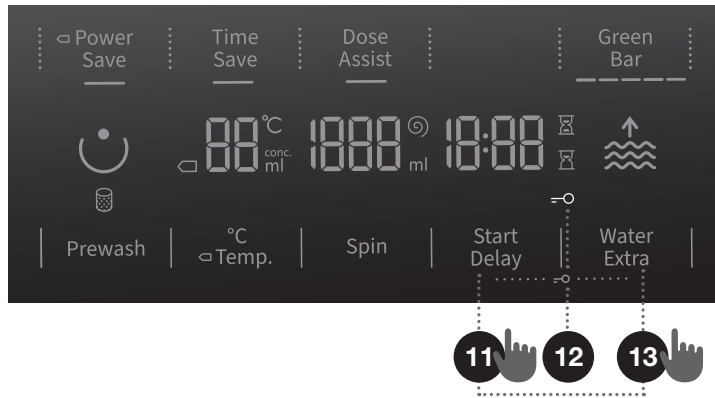 Power
Save
Time
Save
Dose
Assist
Green
Bar
88 °C
conc.
ml
1888
ml
18:88
Prewash
°C
Temp.
Spin
Start
Delay
Water
Extra
11
12
13